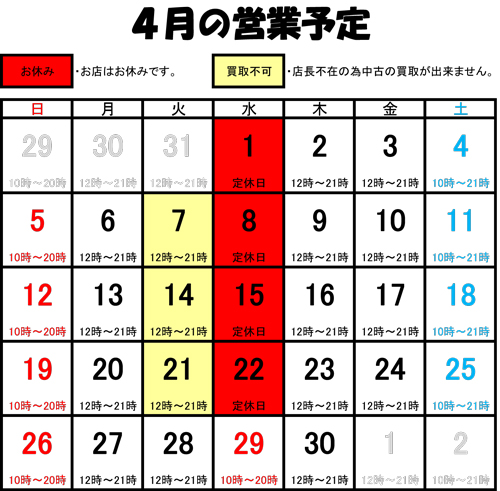 4月の営業予定
お休み ・お店はお休みです。 買取不可 ・店長不在の為中古の買取が出来ません。
日 月 火 水 木 金 土
29 30 31 1 2 3 4
10時～20時 12時～21時 12時～21時 定休日 12時～21時 12時～21時 10時～21時
5 6 7 8 9 10 11
10時～20時 12時～21時 12時～21時 定休日 12時～21時 12時～21時 10時～21時
12 13 14 15 16 17 18
10時～20時 12時～21時 12時～21時 定休日 12時～21時 12時～21時 10時～21時
19 20 21 22 23 24 25
10時～20時 12時～21時 12時～21時 定休日 12時～21時 12時～21時 10時～21時
26 27 28 29 30 1 2
10時～20時 12時～21時 12時～21時 10時～20時 12時～21時 12時～21時 10時～21時